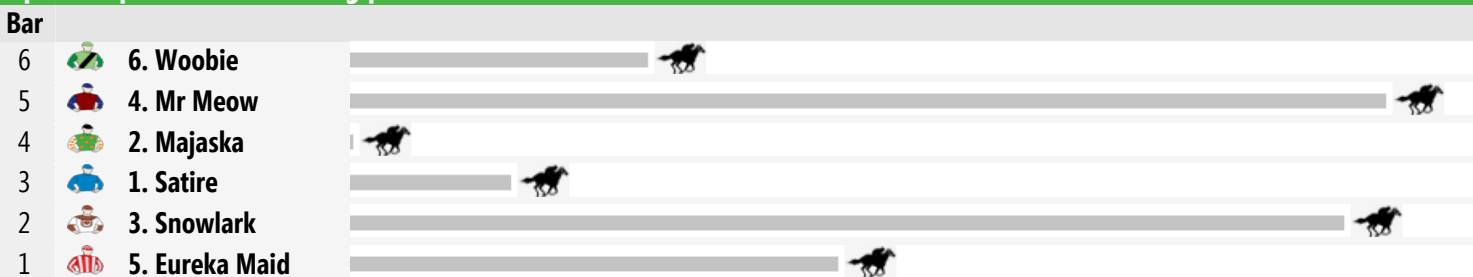 Bar
6 6. Woobie
5 4. Mr Meow
4 2. Majaska
3 1. Satire
2 3. Snowlark
1 5. Eureka Maid